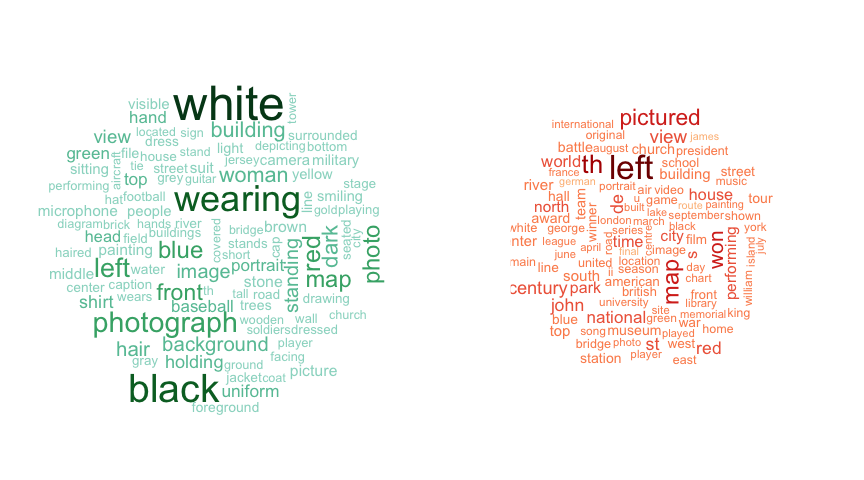 white
visible
tower
hand
building
located
sign
surrounded
view
dress
light
depicting
bottom
green
file
house
stand
jersey
camera
military
sitting
aircraft
tie
street
suit
woman
yellow
performing
top
grey
guitar
stage
hat
football
wearing
line
smiling
goldplaying
microphone
people
diagram
brick
hands
river
bridge
brown
dark
seated
city
head
field
buildings
covered
stands
cap
red
photo
haired
painting
blue
short
standing
left
water
image
portrait
map
middle
center
caption
stone
wears
front
th
tall
road
drawing
shirt
baseball
trees
wooden
wall
church
photograph
soldiers
dressed
hair
background
player
gray
holding
ground
facing
black
jacket
coat
picture
uniform
foreground
international
pictured
original
view
james
battle
august
church
president
world
th
left
school
france
building
street
german
portrait
air
video
music
river
hall
team
de
u
game
house
tour
north
route
painting
built
lake
september
shown
award
winner
london
march
white
george
series
black
york
league
time
centre
city
film
won
island
july
june
road
final
image
s
performing
main
united
location
map
day
line
ii
season
chart
south
american
william
century
park
british
front
john
university
library
site
memorial
king
national
green
war
blue
home
top
song
museum
played
bridge
photo
st
west
red
station
player
east